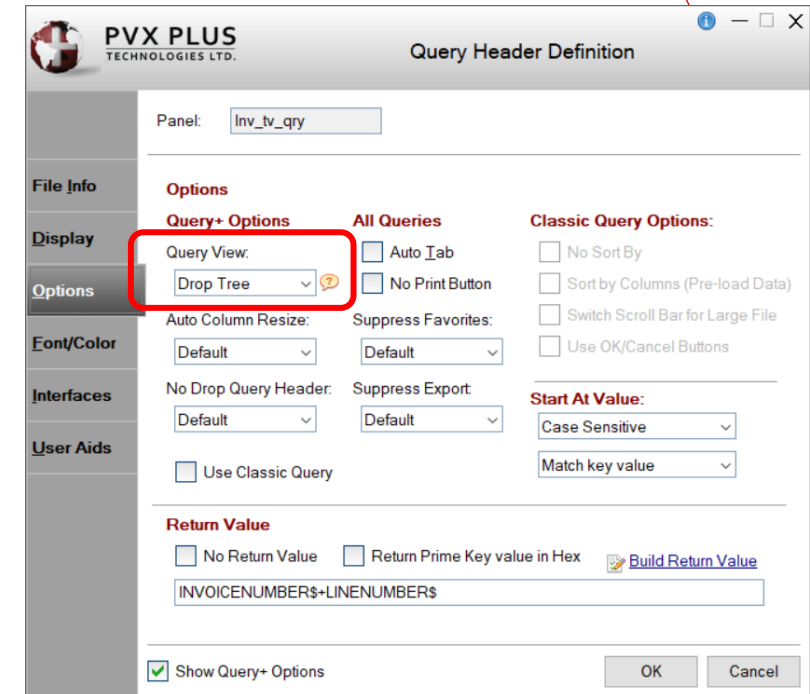 PVX PLUS
TECHNOLOGIES LTD.
Query Header Definition
Panel: Inv_tv_qry
File Info
Display
Options
Font/Color
Interfaces
User Aids
Options
Query+ Options All Queries Classic Query Options:
Query View: Auto Tab No Sort By
Drop Tree No Print Button Sort by Columns (Pre-load Data)
Auto Column Resize: Suppress Favorites: Switch Scroll Bar for Large File
Default Default Use OK/Cancel Buttons
No Drop Query Header: Suppress Export: Start At Value:
Default Default Case Sensitive
Use Classic Query Match key value
Return Value
No Return Value Return Prime Key value in Hex Build Return Value
INVOICENUMBER$+LINENUMBER$
Show Query+ Options OK Cancel